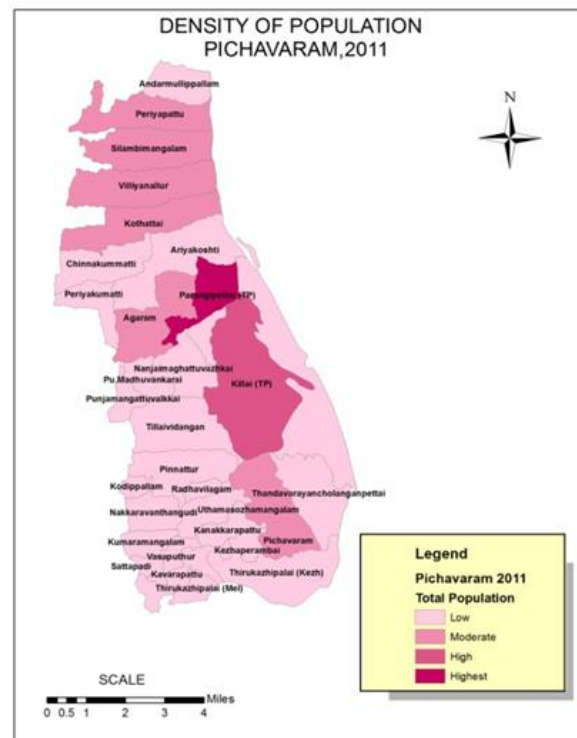 DENSITY OF POPULATION
PICHAVARAM,2011
N
Andarmullippallam
Periyapattu
Silambimangalam
Villiyanallur
Kothattai
Ariyakoshti
Chinnakummatti
Periyakumatti
Agaram
Nanjaimaghattuvazhkai
Pu.Madhuvankarai
Killai (TP)
Punjamangattuvalkkai
Tillaividangan
Pinnattur
Kodippallam
Radhavilagam
Thandavarayancholanganpettai
Nakkaravanthangudi
Uthamasozhamangalam
Kanakkarapattu
Kumaramangalam
Pichavaram
Kezhaperambai
Vasaputhur
Sattapadi
Kevarapattu
Thirukazhipalai (Kezh)
Thirukazhipalai (Mel)
Legend
Pichavaram 2011
Total Population
Low
Moderate
High
Highest
SCALE
Miles
0 0.5 1 2 3 4